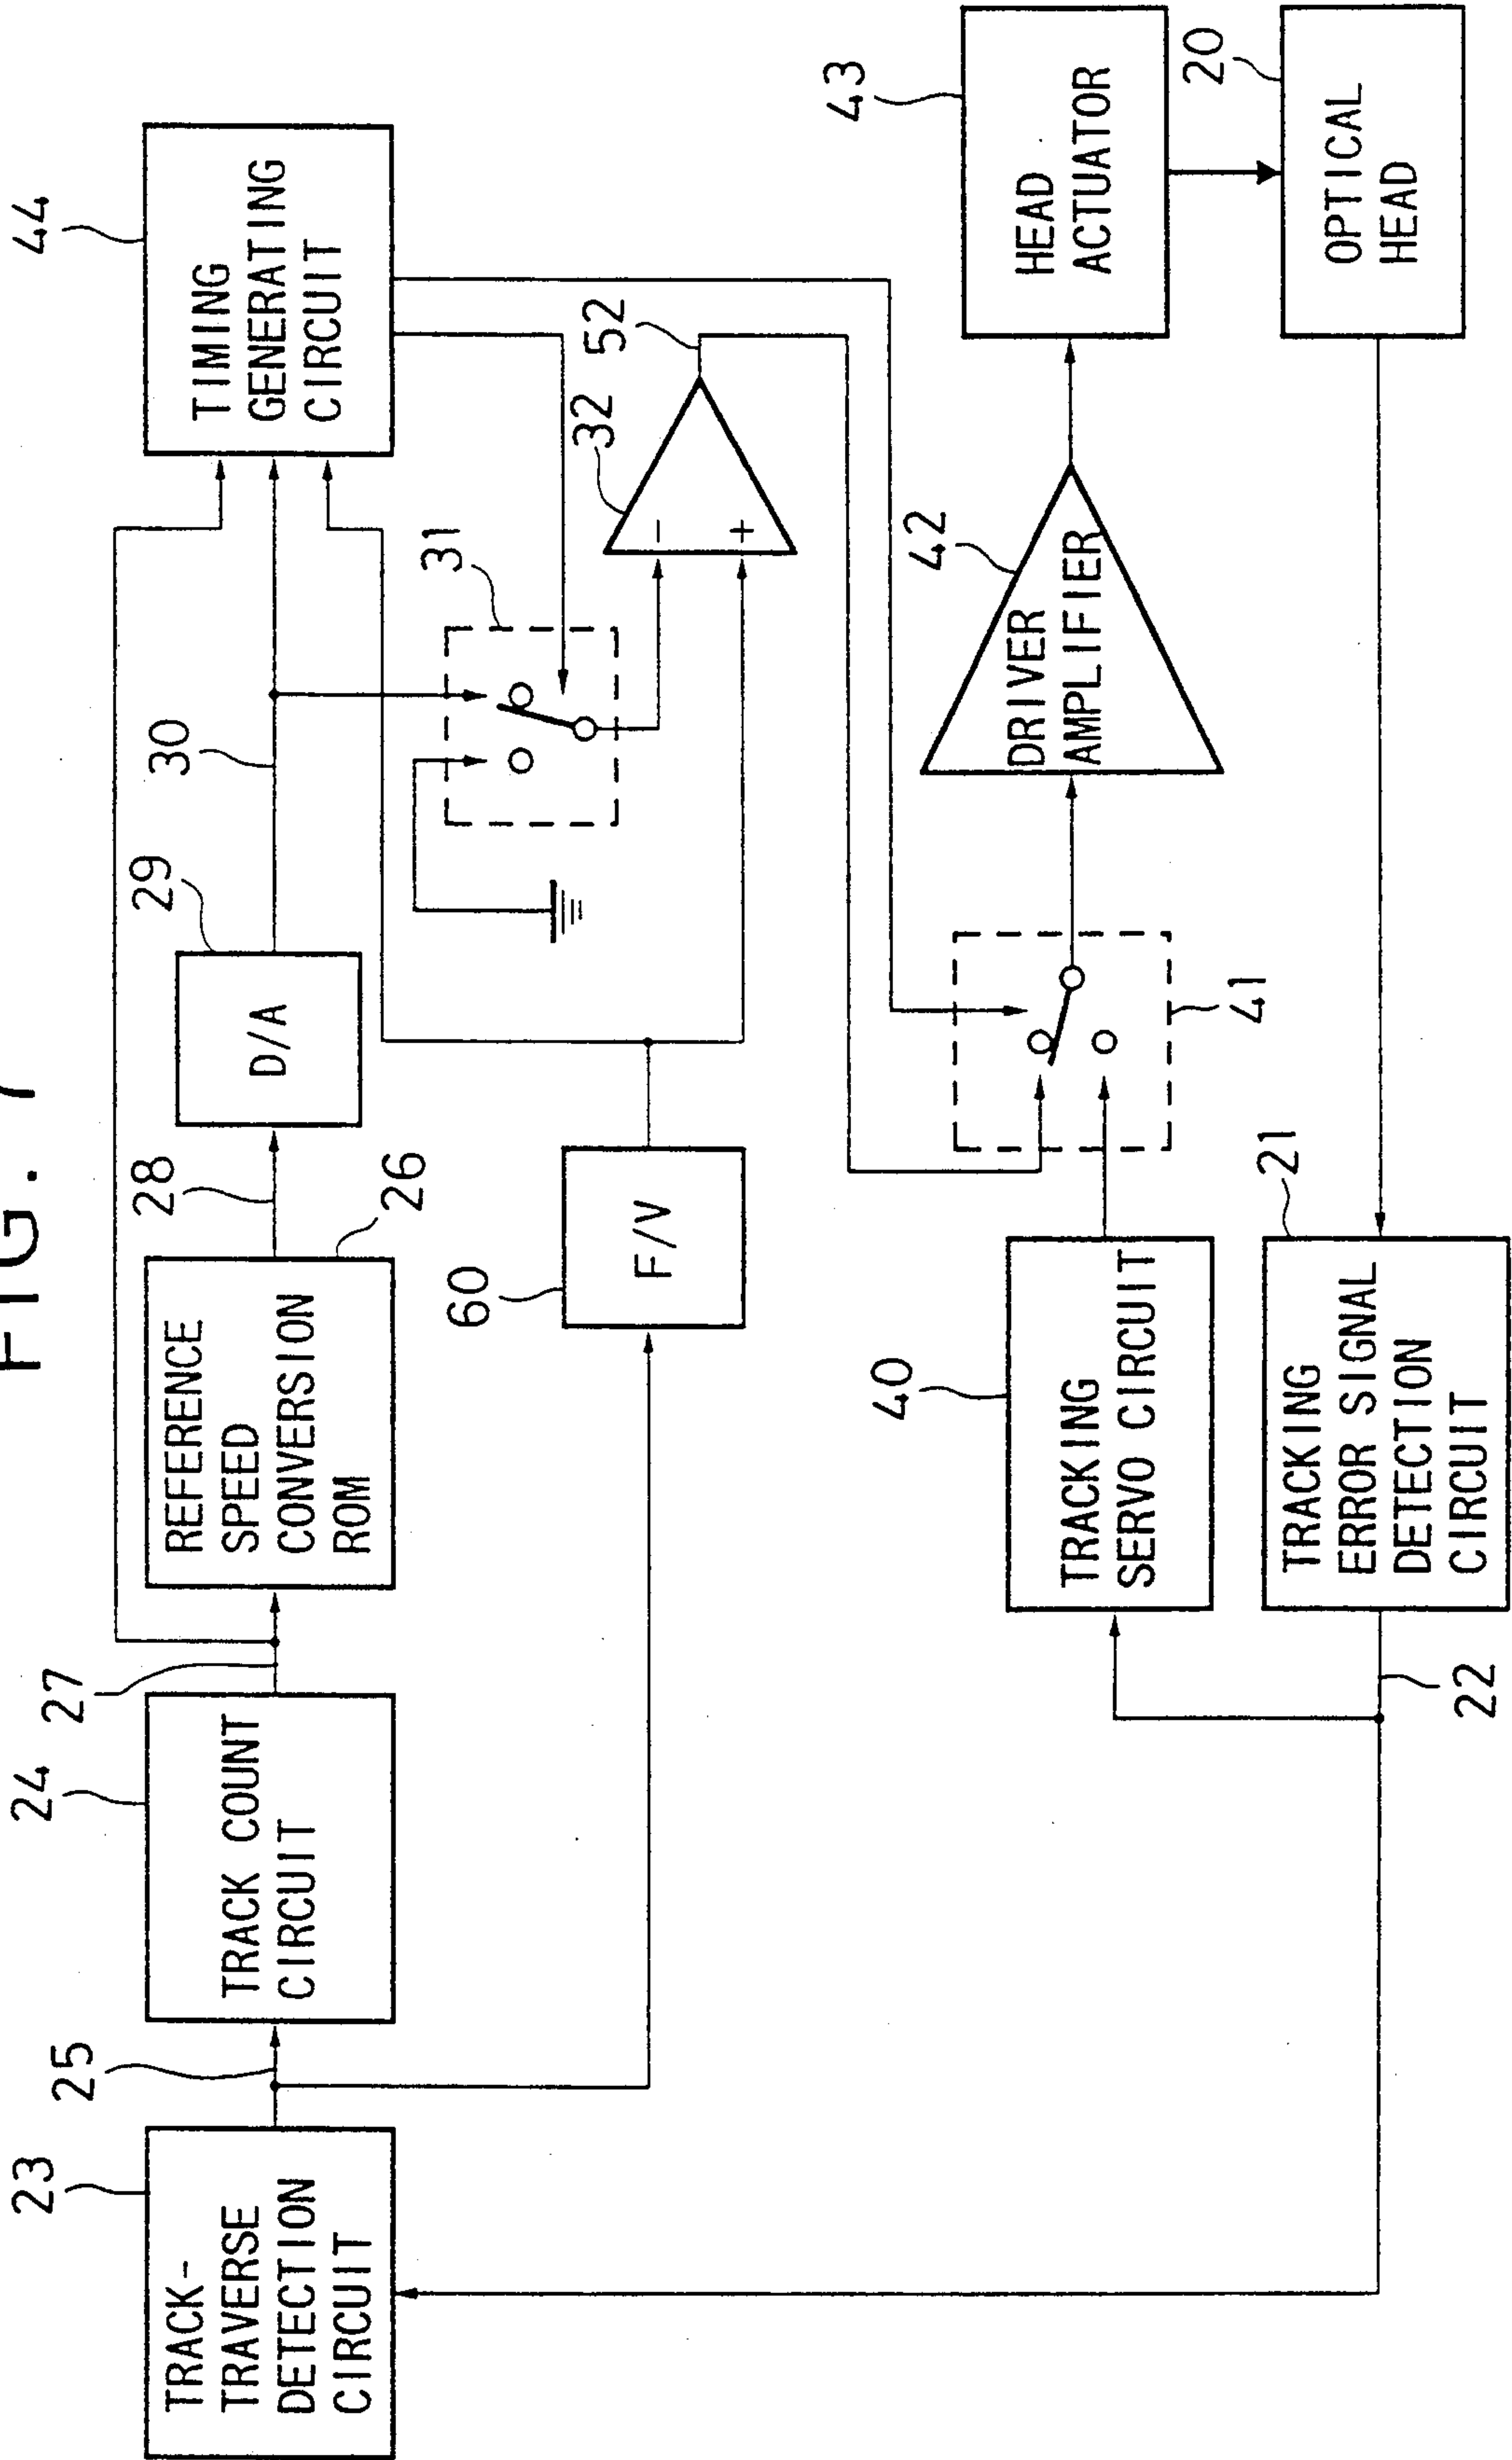 FIG. 7
23
TRACK-
TRAVERSE
DETECTION
CIRCUIT
25
24
TRACK COUNT
CIRCUIT
27
REFERENCE
SPEED
CONVERSION
ROM
26
28
29
D/A
30
44
TIMING
GENERATING
CIRCUIT
60
F/V
31
32
−
+
52
40
TRACKING
SERVO CIRCUIT
41
42
DRIVER
AMPLIFIER
43
HEAD
ACTUATOR
22
21
TRACKING
ERROR SIGNAL
DETECTION
CIRCUIT
20
OPTICAL
HEAD